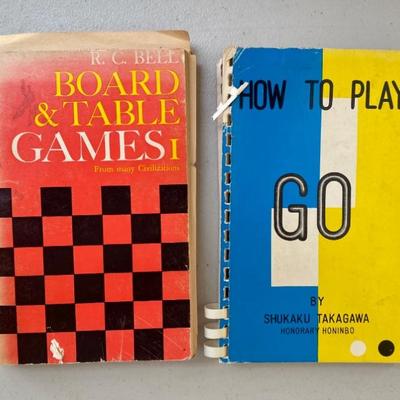 R. C. BELL
BOARD
& TABLE
GAMES I
From many Civilizations
HOW TO PLAY
GO
BY
SHUKAKU TAKAGAWA
HONORARY HONINBO